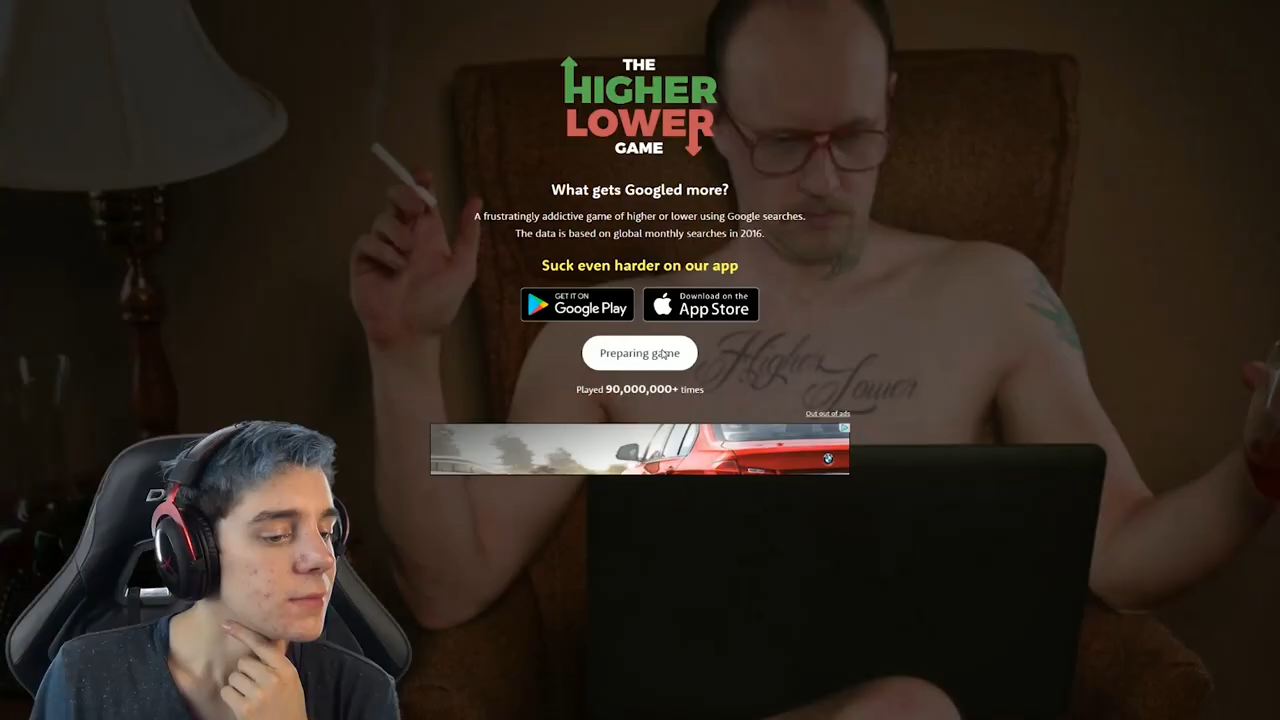 THE
HIGHER
LOWER
GAME
What gets Googled more?
A frustratingly addictive game of higher or lower using Google searches.
The data is based on global monthly searches in 2016.
Suck even harder on our app
GET IT ON
Google Play
Download on the
App Store
Preparing game
Higher
Lower
Played 90,000,000+ times
Out out of ads
BMW
D